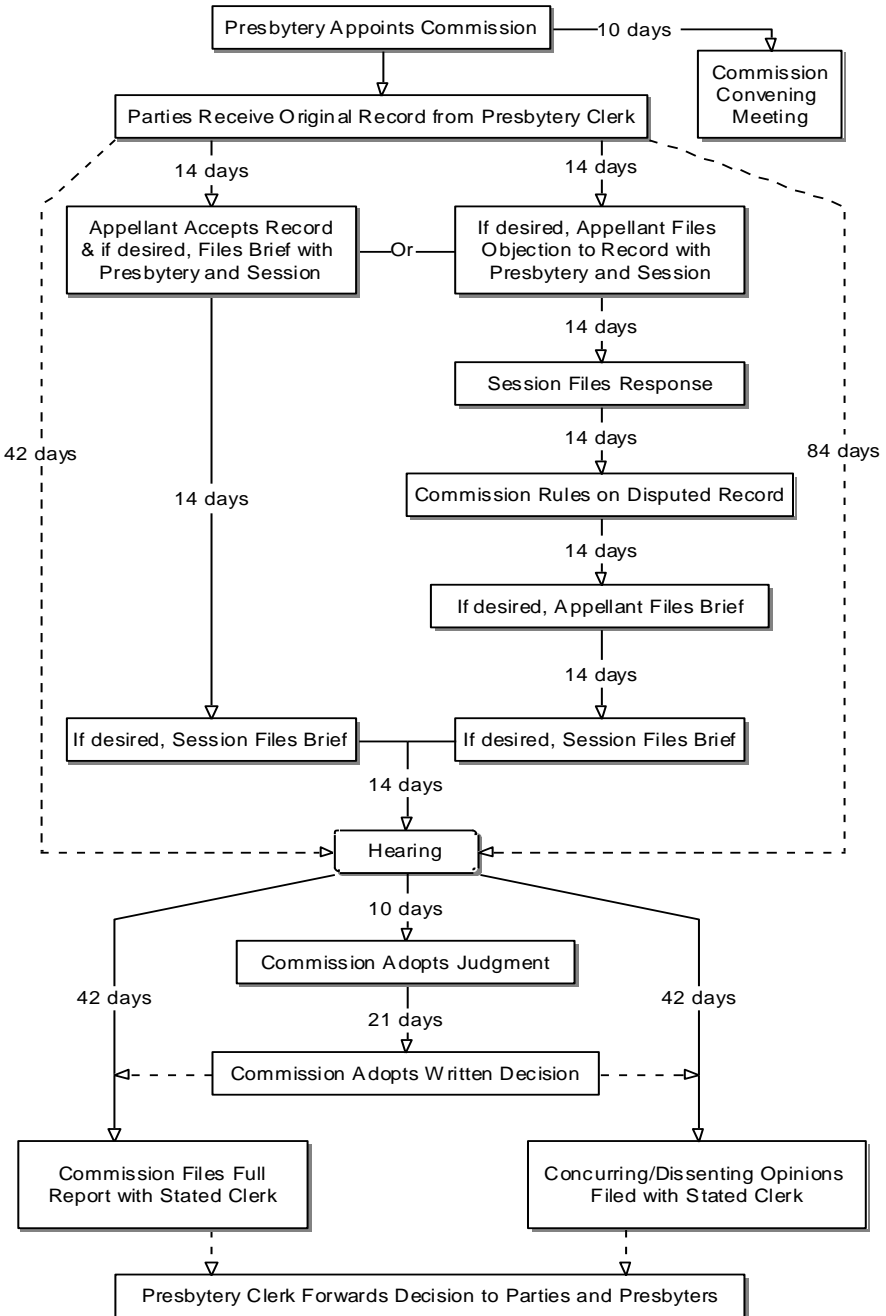 Presbytery Appoints Commission
10 days
Commission
Convening
Meeting
Parties Receive Original Record from Presbytery Clerk
14 days
14 days
Appellant Accepts Record
& if desired, Files Brief with
Presbytery and Session
Or
If desired, Appellant Files
Objection to Record with
Presbytery and Session
14 days
Session Files Response
14 days
42 days
84 days
Commission Rules on Disputed Record
14 days
14 days
If desired, Appellant Files Brief
14 days
If desired, Session Files Brief
If desired, Session Files Brief
14 days
Hearing
10 days
Commission Adopts Judgment
42 days
42 days
21 days
Commission Adopts Written Decision
Commission Files Full
Report with Stated Clerk
Concurring/Dissenting Opinions
Filed with Stated Clerk
Presbytery Clerk Forwards Decision to Parties and Presbyters